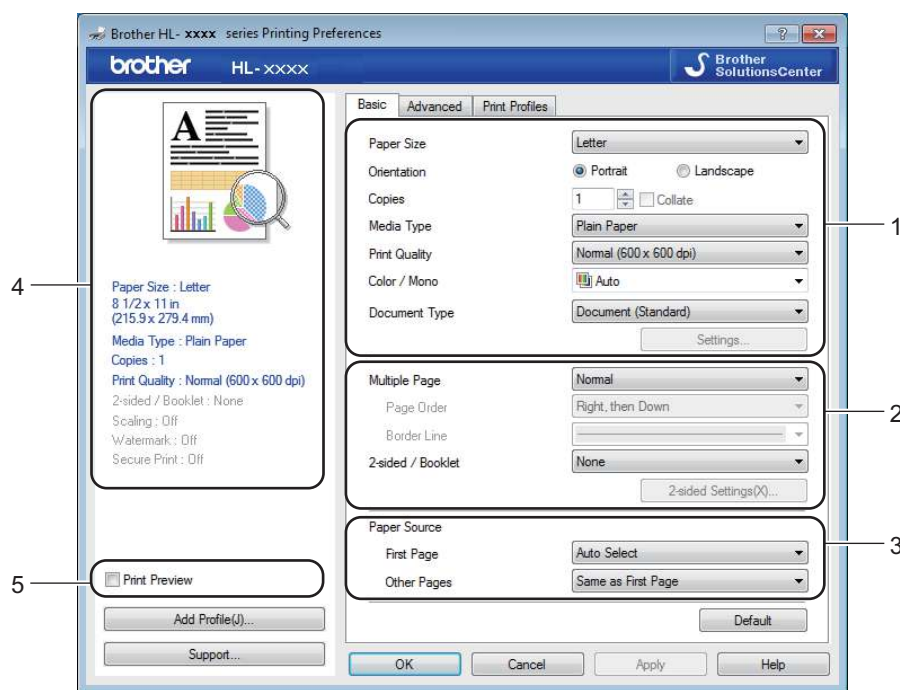 Brother HL- xxxx series Printing Preferences
brother HL-xxxx
Brother
SolutionsCenter
Basic Advanced Print Profiles
Paper Size Letter
Orientation Portrait Landscape
Copies 1 Collate
Media Type Plain Paper
Print Quality Normal (600 x 600 dpi)
Color / Mono Auto
Document Type Document (Standard)
Settings...
1
A
4
Paper Size : Letter
8 1/2 x 11 in
(215.9 x 279.4 mm)
Media Type : Plain Paper
Copies : 1
Print Quality : Normal (600 x 600 dpi)
2-sided / Booklet : None
Scaling : Off
Watermark : Off
Secure Print : Off
Multiple Page Normal
Page Order Right, then Down
Border Line
2-sided / Booklet None
2-sided Settings(X)...
2
Paper Source
First Page Auto Select
Other Pages Same as First Page
3
5
Print Preview
Add Profile(J)...
Support...
Default
OK Cancel Apply Help